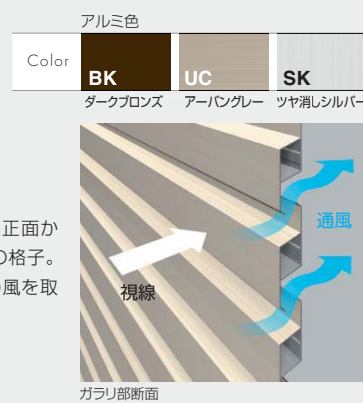 アルミ色
Color
BK
UC
SK
ダークブロンズ
アーバングレー
ツヤ消しシルバー
正面か
の格子。
風を取
通風
視線
ガラリ部断面